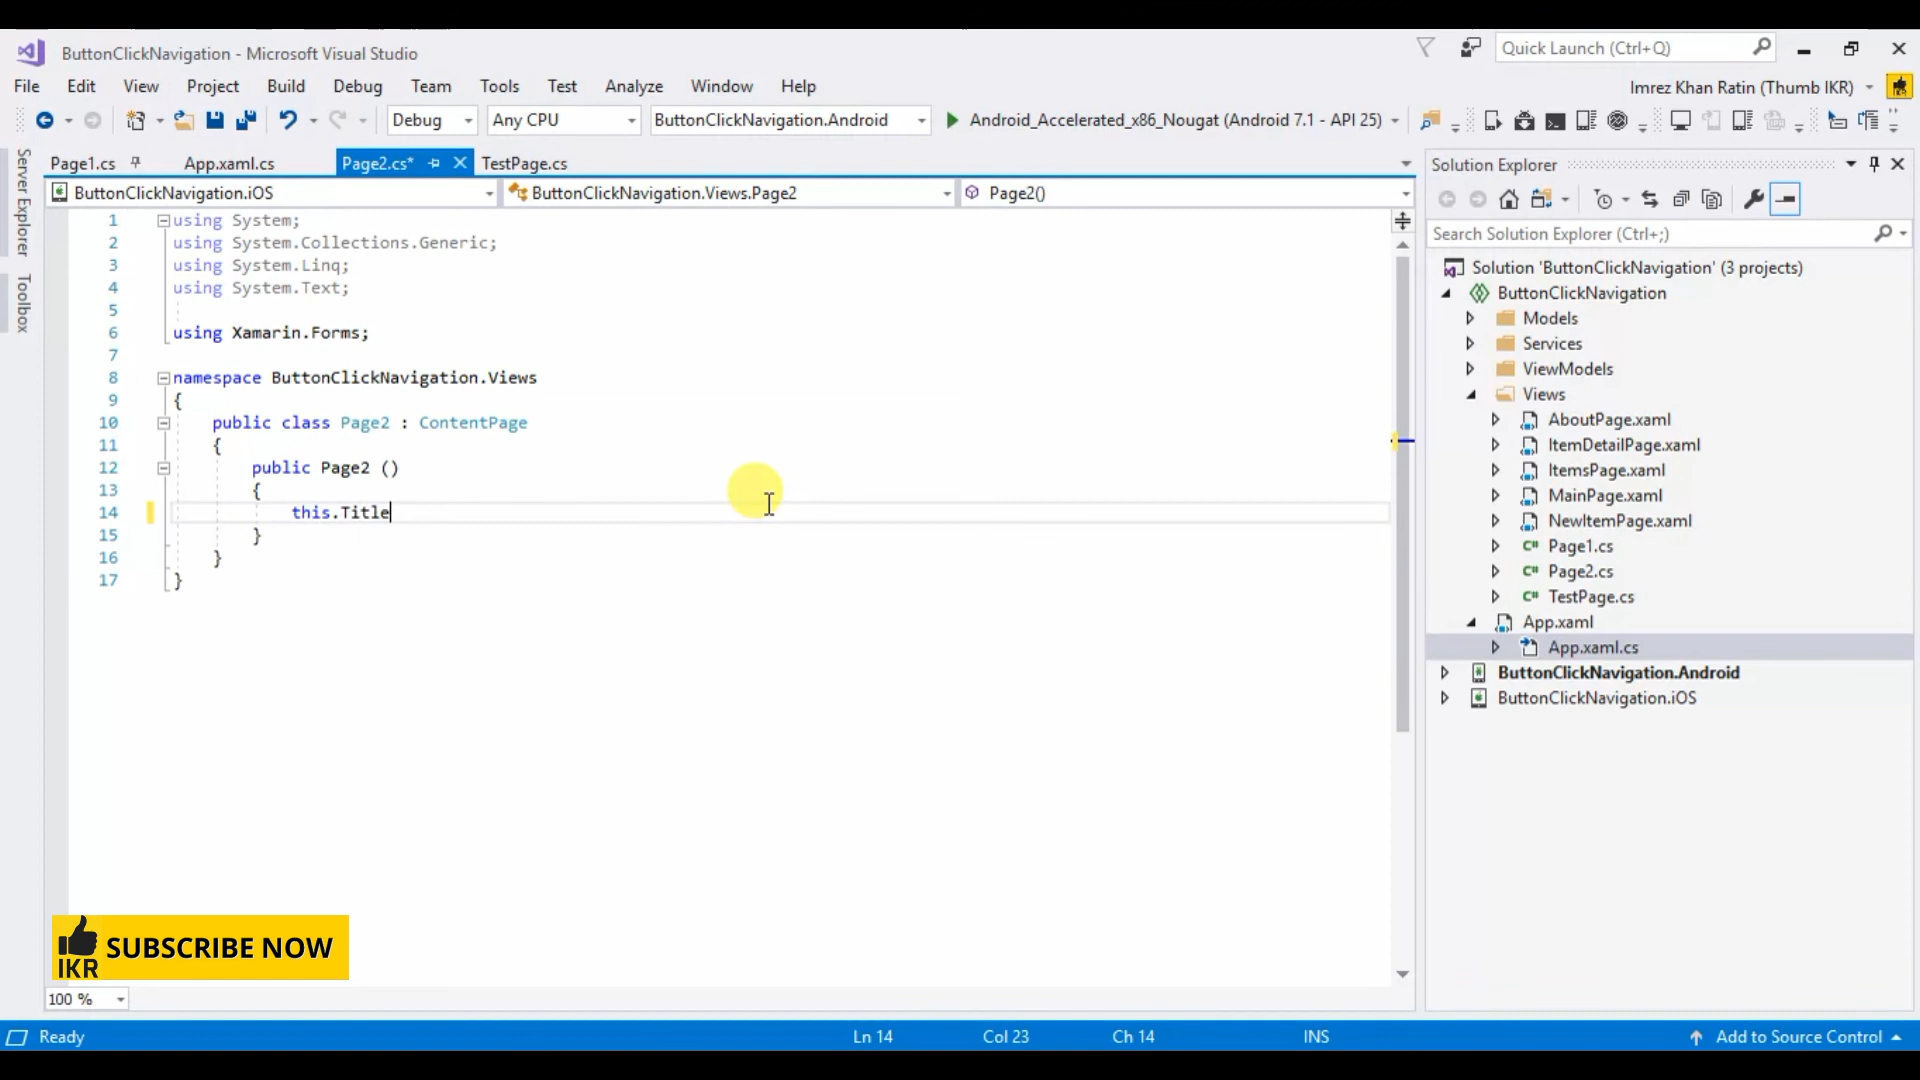 ButtonClickNavigation - Microsoft Visual Studio
Quick Launch (Ctrl+Q)
File Edit View Project Build Debug Team Tools Test Analyze Window Help
Imrez Khan Ratin (Thumb IKR)
Debug Any CPU ButtonClickNavigation.Android Android_Accelerated_x86_Nougat (Android 7.1 - API 25)
Server Explorer
Toolbox
Page1.cs App.xaml.cs Page2.cs* TestPage.cs
ButtonClickNavigation.iOS ButtonClickNavigation.Views.Page2 Page2()
1 using System;
2 using System.Collections.Generic;
3 using System.Linq;
4 using System.Text;
5
6 using Xamarin.Forms;
7
8 namespace ButtonClickNavigation.Views
9 {
10 public class Page2 : ContentPage
11 {
12 public Page2 ()
13 {
14 this.Title
15 }
16 }
17 }
Solution Explorer
Search Solution Explorer (Ctrl+;)
Solution 'ButtonClickNavigation' (3 projects)
ButtonClickNavigation
Models
Services
ViewModels
Views
AboutPage.xaml
ItemDetailPage.xaml
ItemsPage.xaml
MainPage.xaml
NewItemPage.xaml
C# Page1.cs
C# Page2.cs
C# TestPage.cs
App.xaml
App.xaml.cs
ButtonClickNavigation.Android
ButtonClickNavigation.iOS
IKR SUBSCRIBE NOW
100 %
Ready Ln 14 Col 23 Ch 14 INS Add to Source Control